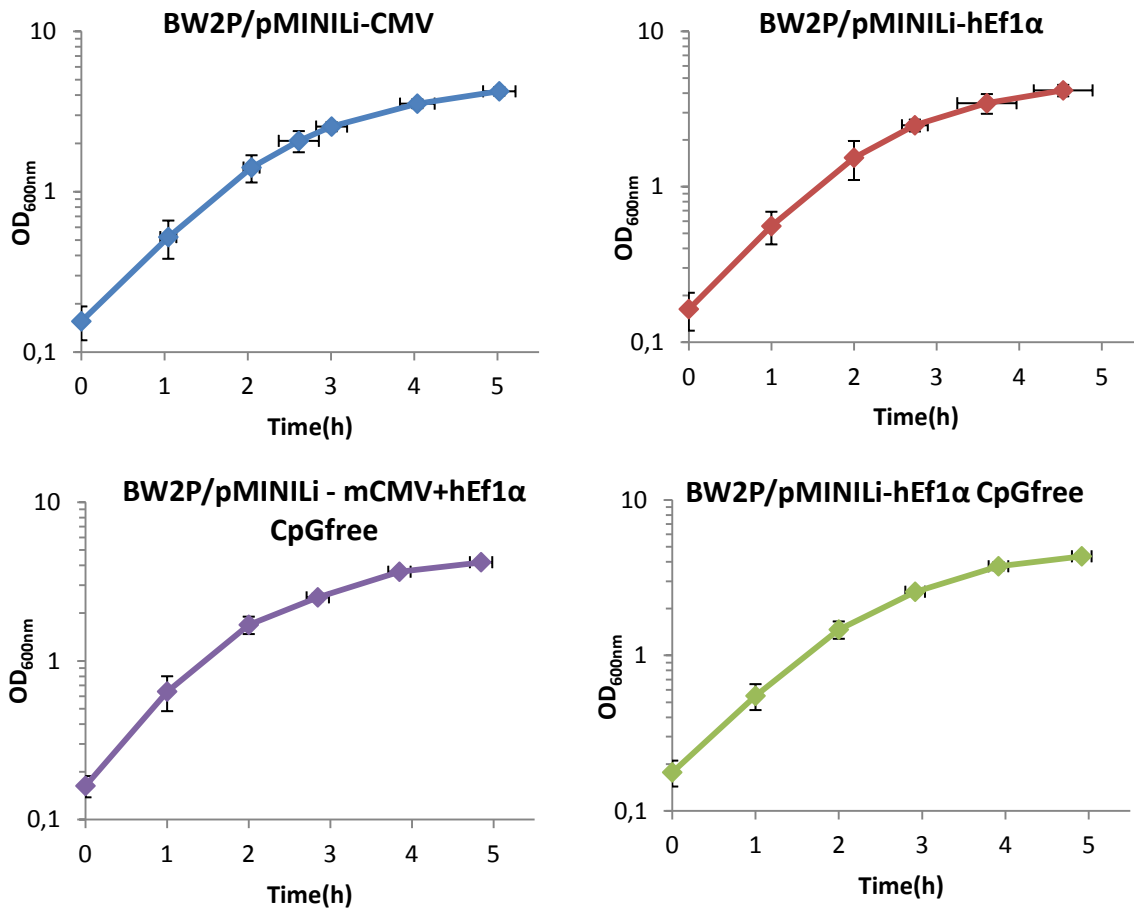 BW2P/pMINILi-CMV
10
1
0,1
OD600nm
0 1 2 3 4 5
Time(h)
BW2P/pMINILi-hEf1α
10
1
0,1
OD600nm
0 1 2 3 4 5
Time(h)
BW2P/pMINILi - mCMV+hEf1α
CpGfree
10
1
0,1
OD600nm
0 1 2 3 4 5
Time(h)
BW2P/pMINILi-hEf1α CpGfree
10
1
0,1
OD600nm
0 1 2 3 4 5
Time(h)